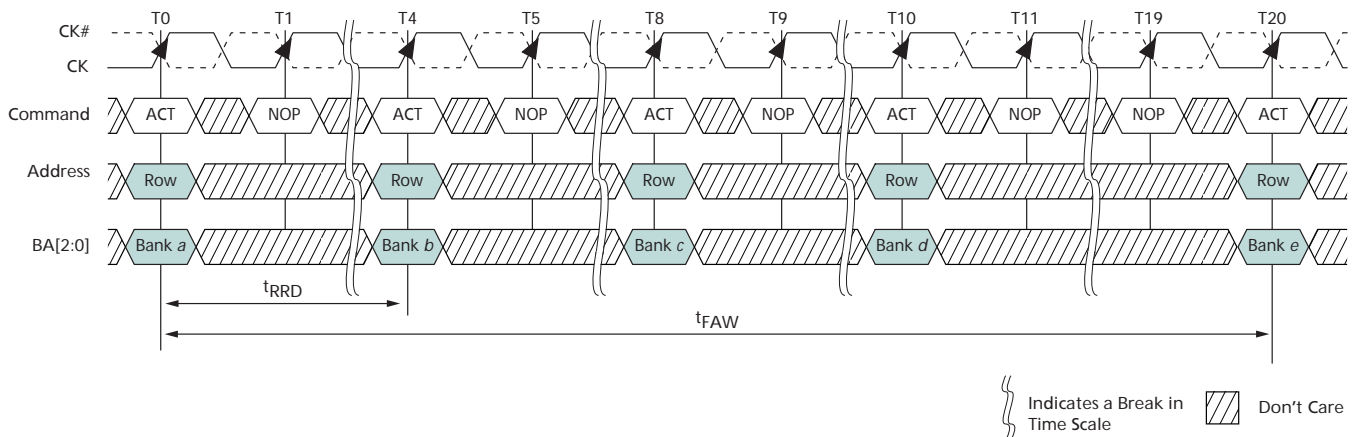 T0 T1 T4 T5 T8 T9 T10 T11 T19 T20
CK#
CK
Command ACT NOP ACT NOP ACT NOP ACT NOP NOP ACT
Address Row Row Row Row Row
BA[2:0] Bank a Bank b Bank c Bank d Bank e
tRRD
tFAW
Indicates a Break in
Time Scale
Don't Care